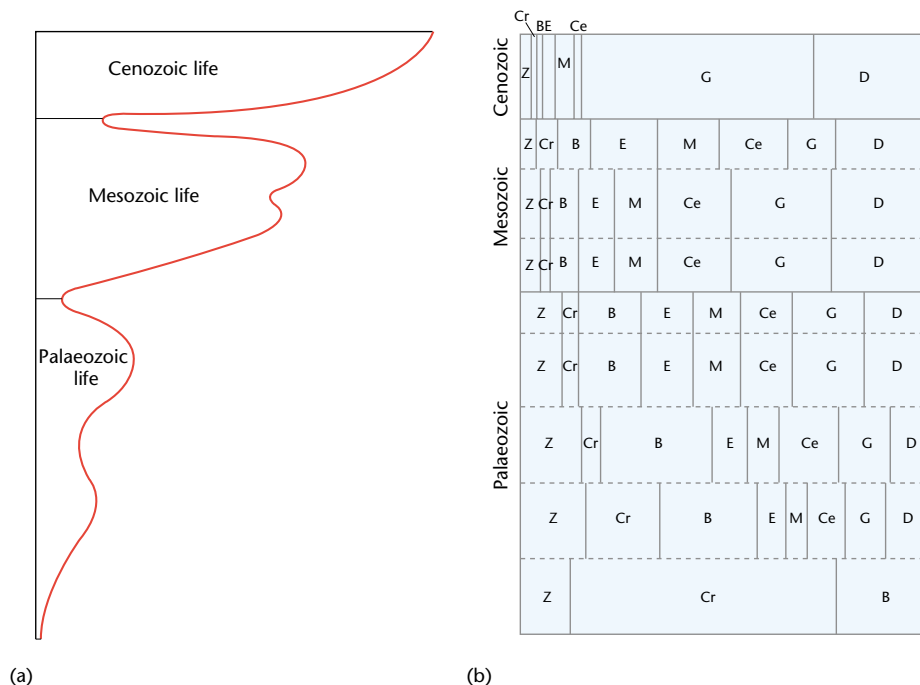 Cenozoic life
Mesozoic life
Palaeozoic
life
(a)
Cr
BE
Ce
Cenozoic
Z M G D
Mesozoic
Z Cr B E M Ce G D
Z Cr B E M Ce G D
Z Cr B E M Ce G D
Palaeozoic
Z Cr B E M Ce G D
Z Cr B E M Ce G D
Z Cr B E M Ce G D
Z Cr B E M Ce G D
Z Cr B
(b)